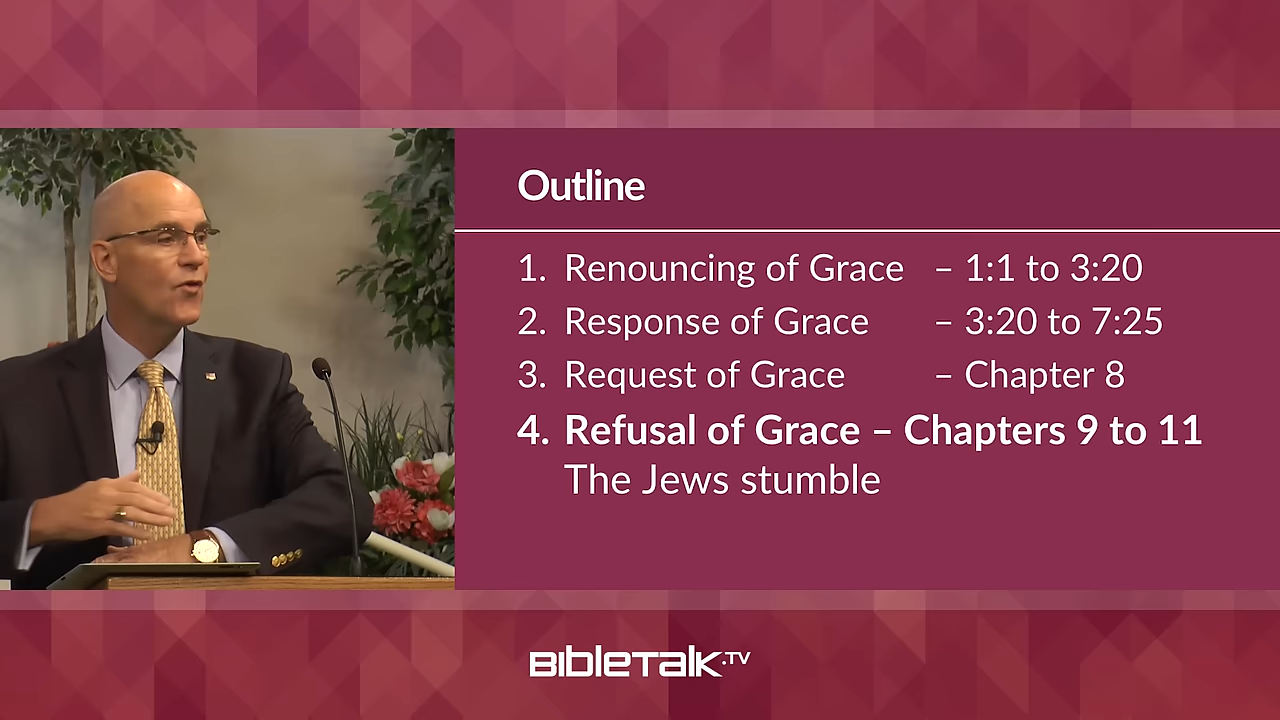 Outline
1. Renouncing of Grace – 1:1 to 3:20
2. Response of Grace – 3:20 to 7:25
3. Request of Grace – Chapter 8
4. Refusal of Grace – Chapters 9 to 11
The Jews stumble
BIBLETALK.TV